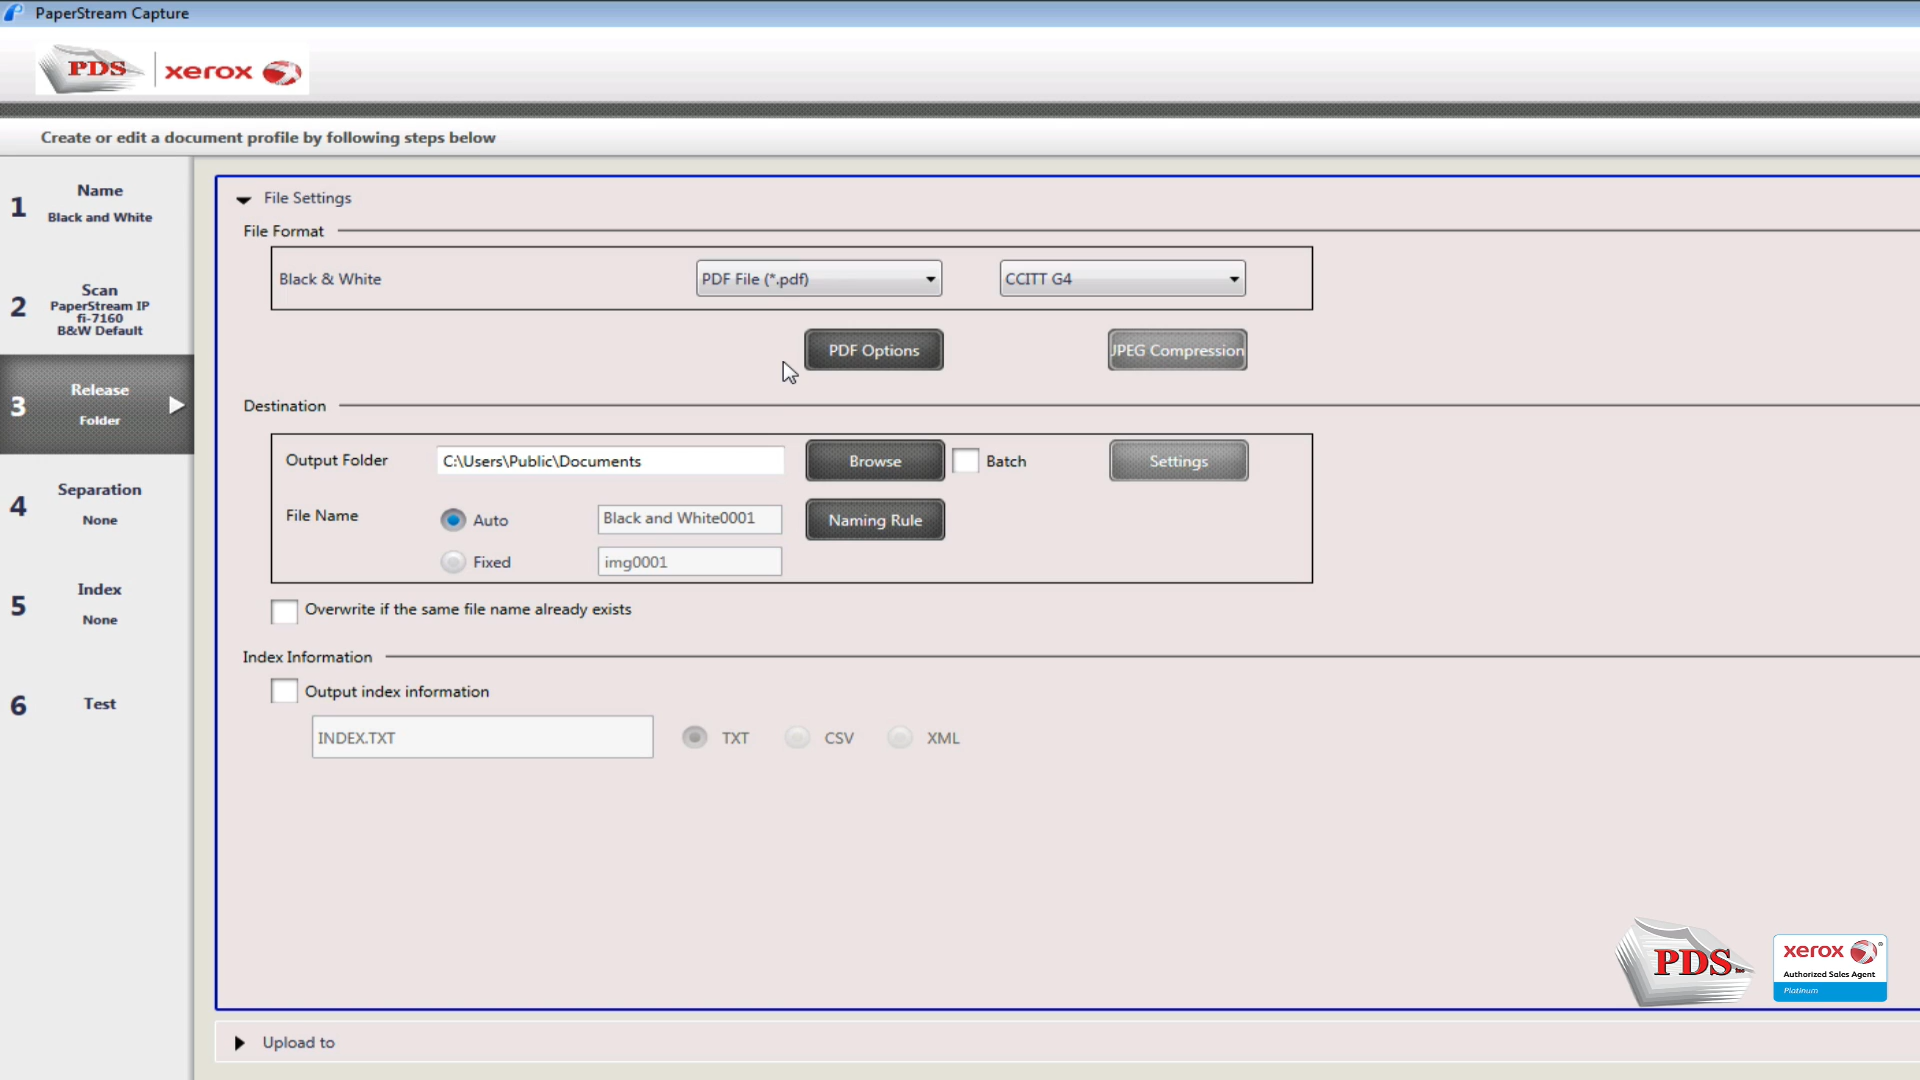 PaperStream Capture
PDS xerox
Create or edit a document profile by following steps below
1 Name
Black and White
2 Scan
PaperStream IP
fi-7160
B&W Default
3 Release
Folder
4 Separation
None
5 Index
None
6 Test
File Settings
File Format
Black & White PDF File (*.pdf) CCITT G4
PDF Options JPEG Compression
Destination
Output Folder C:\Users\Public\Documents Browse Batch Settings
File Name Auto Black and White0001 Naming Rule
Fixed img0001
Overwrite if the same file name already exists
Index Information
Output index information
INDEX.TXT TXT CSV XML
PDS Inc
xerox®
Authorized Sales Agent
Platinum
Upload to